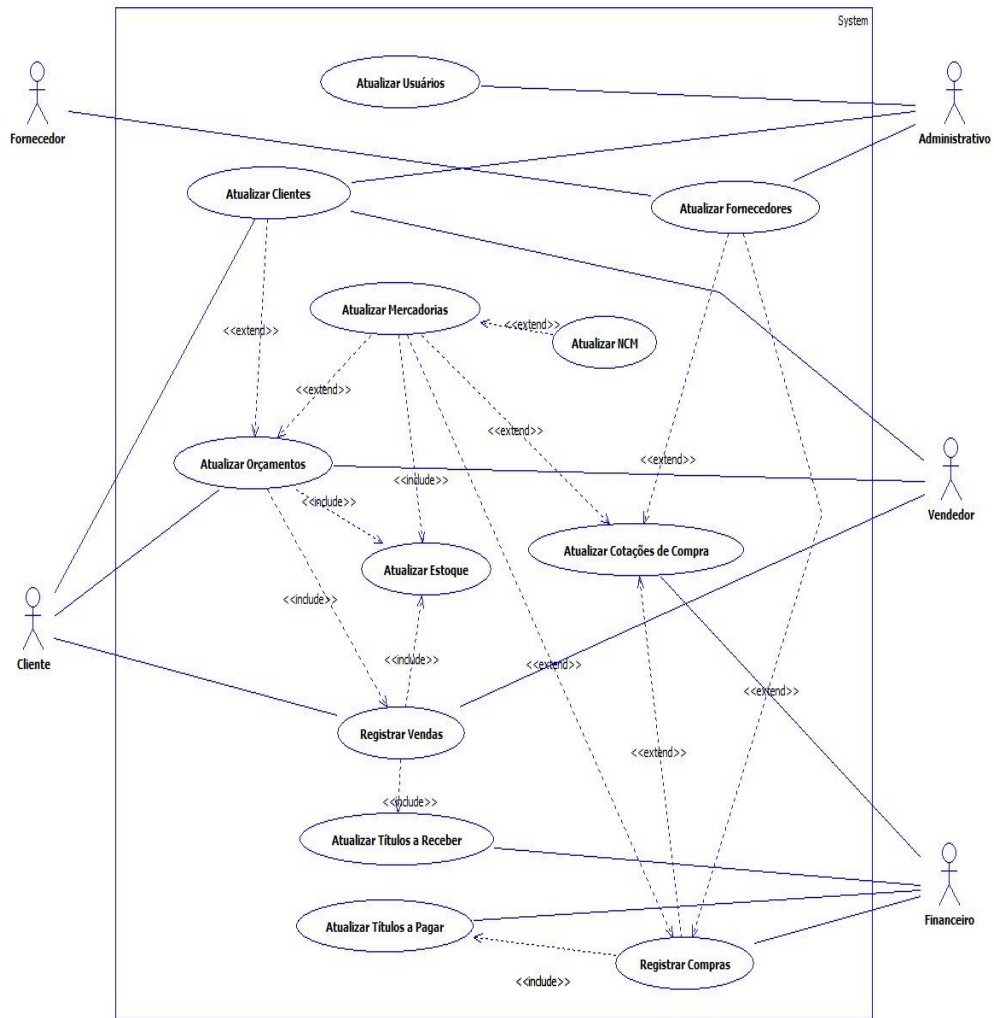 System
Atualizar Usuários
Fornecedor
Administrativo
Atualizar Clientes
Atualizar Fornecedores
Atualizar Mercadorias
<<extend>>
<<extend>>
Atualizar NCM
<<extend>>
<<extend>>
Atualizar Orçamentos
<<extend>>
<<include>>
<<include>>
Vendedor
Atualizar Cotações de Compra
Atualizar Estoque
<<include>>
Cliente
<<include>>
<<extend>>
<<extend>>
Registrar Vendas
<<extend>>
<<include>>
Atualizar Títulos a Receber
Atualizar Títulos a Pagar
Financeiro
Registrar Compras
<<include>>